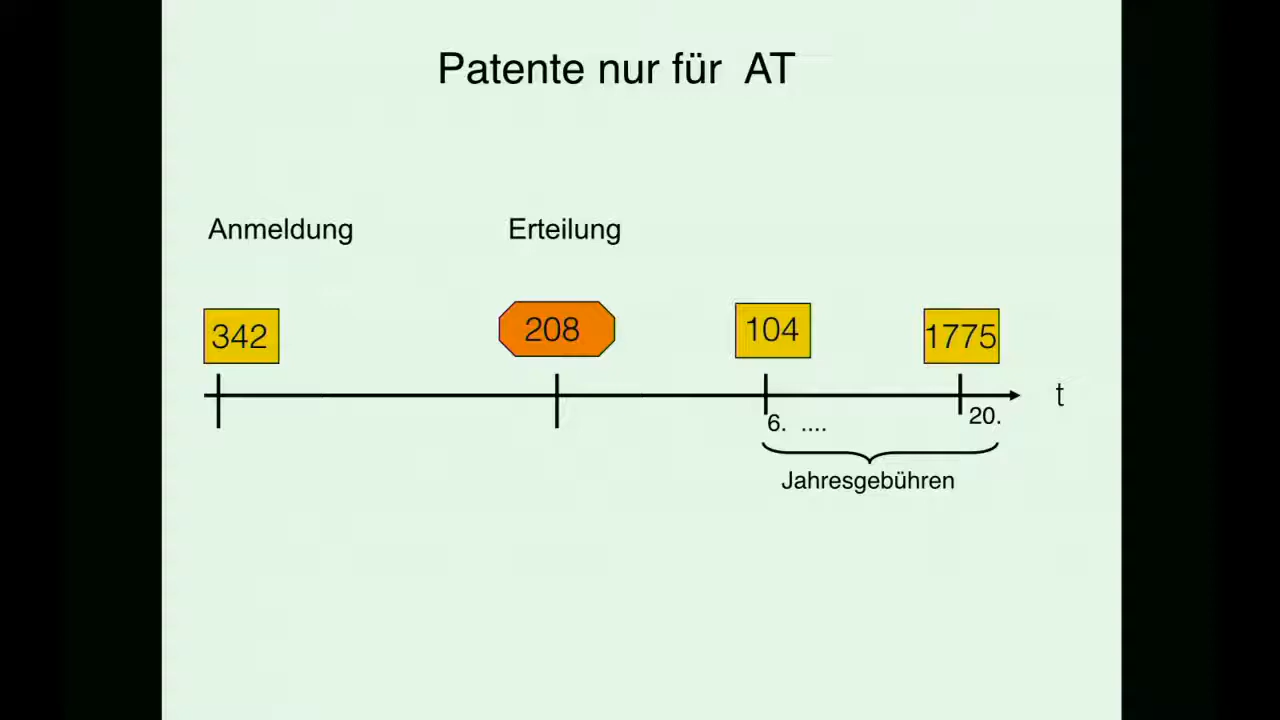 Patente nur für AT
Anmeldung
Erteilung
342
208
104
1775
t
6. ....
20.
Jahresgebühren